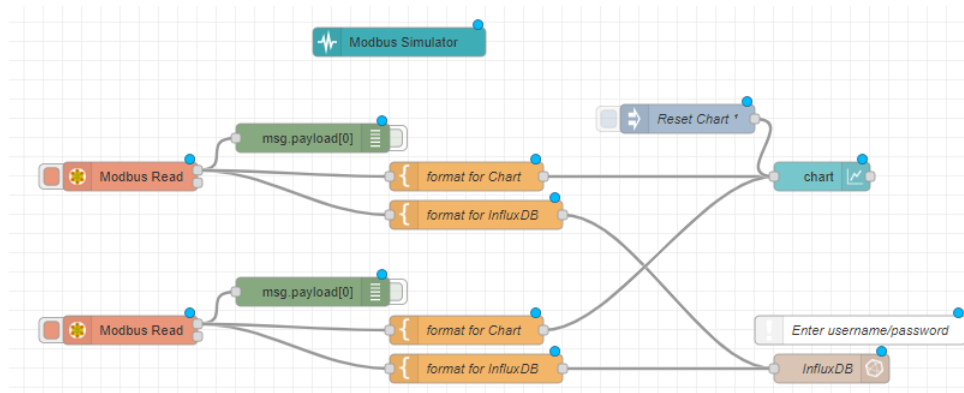 Modbus Simulator
Reset Chart *
msg.payload[0]
Modbus Read
format for Chart
chart
format for InfluxDB
msg.payload[0]
Modbus Read
format for Chart
Enter username/password
format for InfluxDB
InfluxDB